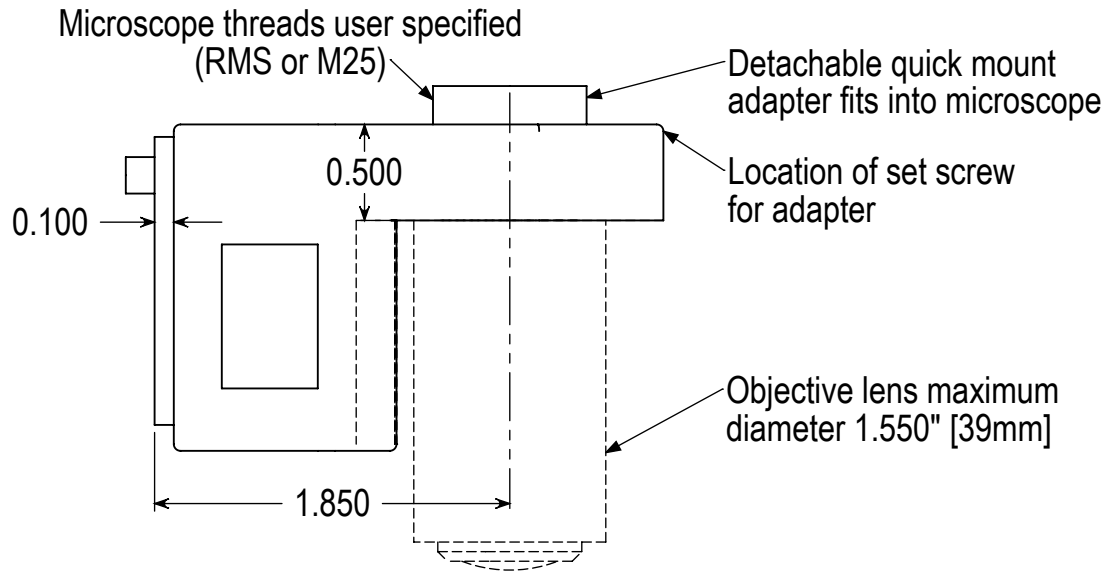 Microscope threads user specified
(RMS or M25)
Detachable quick mount
adapter fits into microscope
0.500
Location of set screw
for adapter
0.100
Objective lens maximum
diameter 1.550" [39mm]
1.850